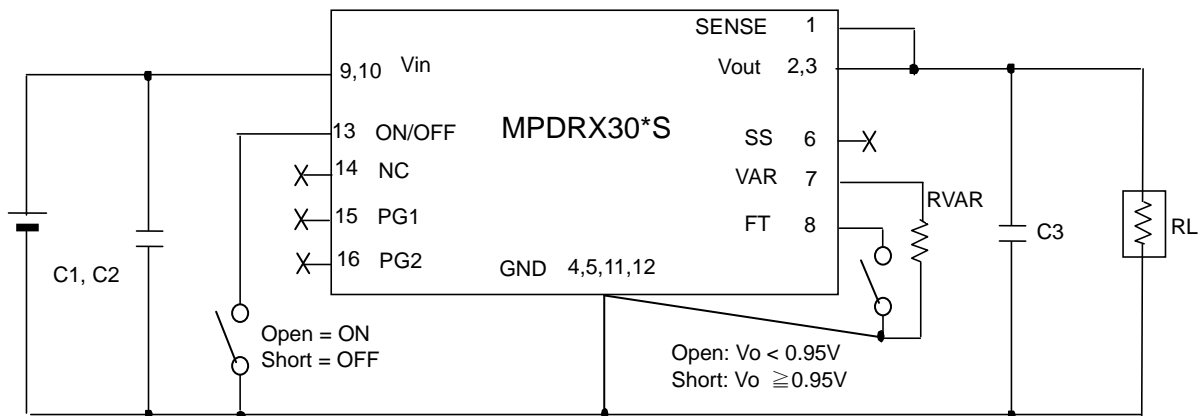 SENSE 1
9,10 Vin
Vout 2,3
13 ON/OFF
MPDRX30*S
SS 6
14 NC
VAR 7
RVAR
15 PG1
FT 8
C3
RL
16 PG2
GND 4,5,11,12
C1, C2
Open = ON
Short = OFF
Open: Vo < 0.95V
Short: Vo ≧0.95V